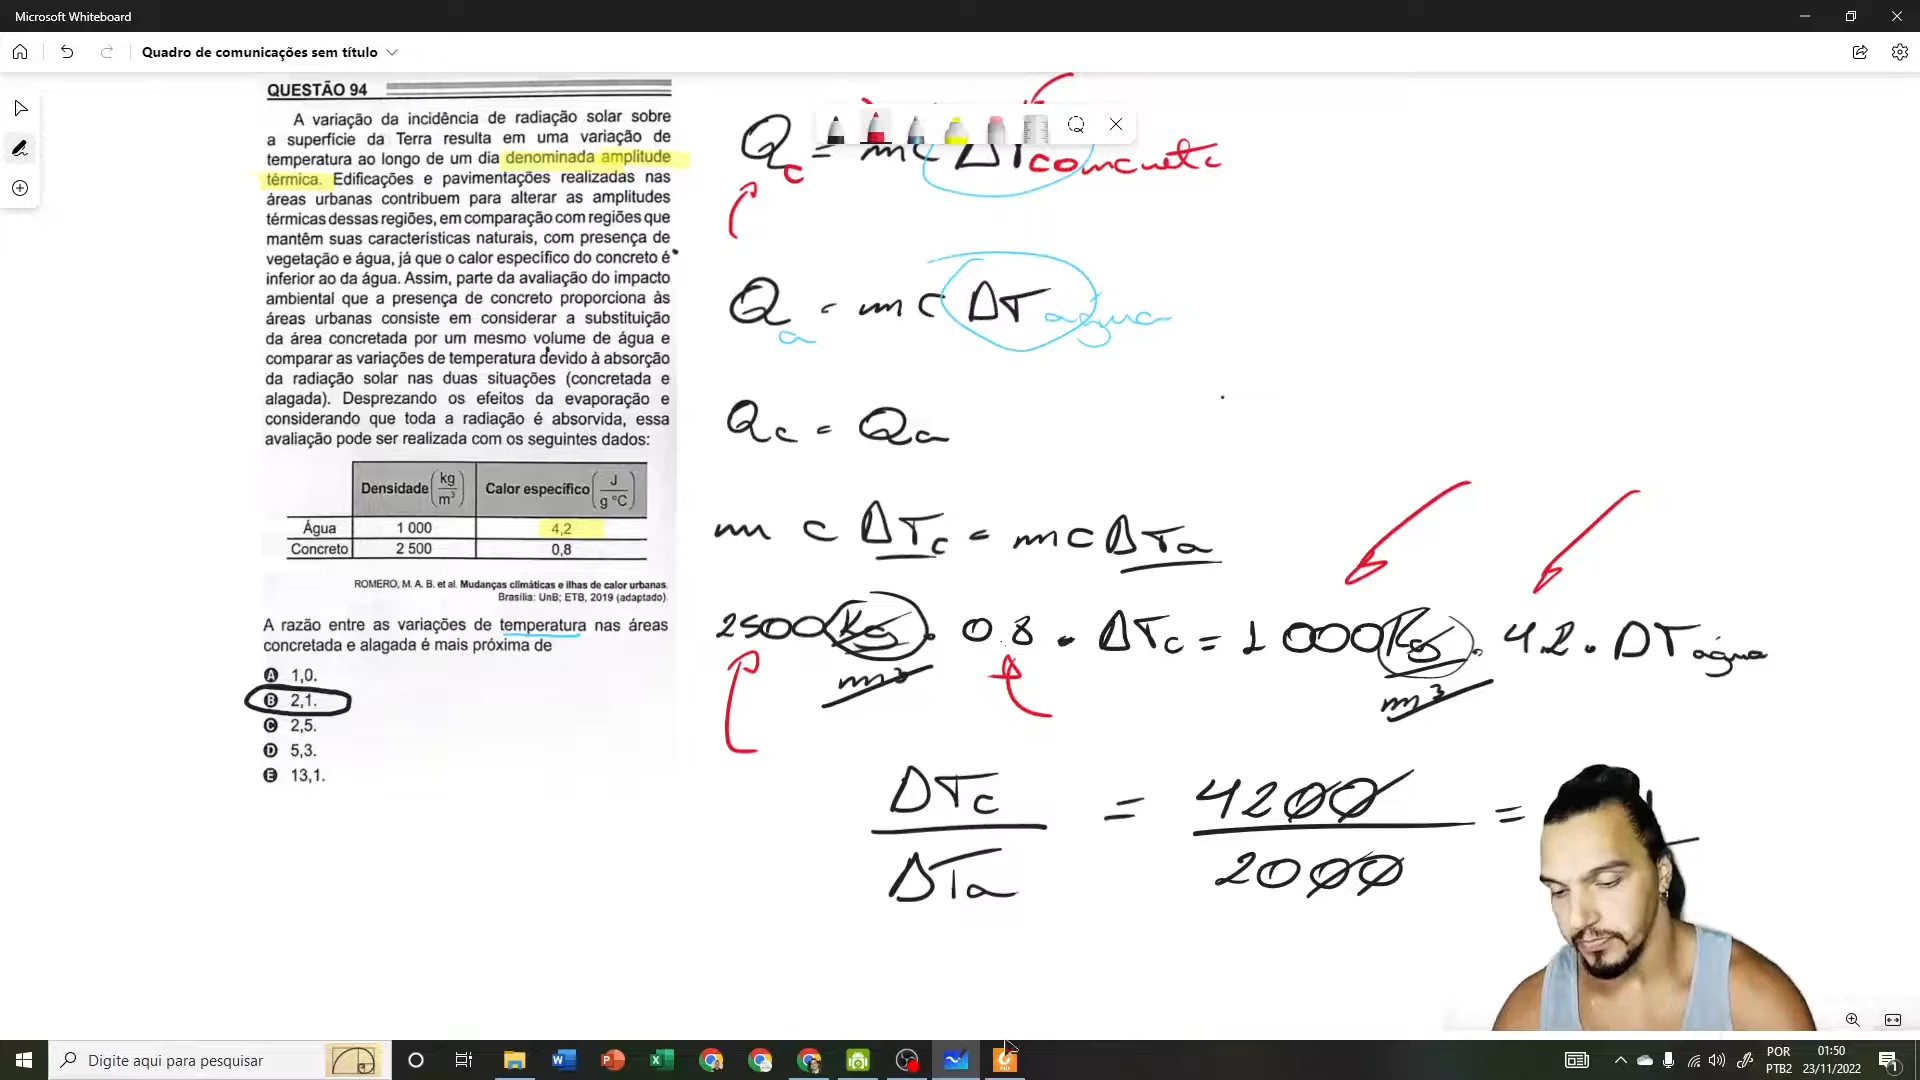 Microsoft Whiteboard
Quadro de comunicações sem título
QUESTÃO 94
A variação da incidência de radiação solar sobre
a superfície da Terra resulta em uma variação de
temperatura ao longo de um dia denominada amplitude
térmica. Edificações e pavimentações realizadas nas
áreas urbanas contribuem para alterar as amplitudes
térmicas dessas regiões, em comparação com regiões que
mantêm suas características naturais, com presença de
vegetação e água, já que o calor específico do concreto é
inferior ao da água. Assim, parte da avaliação do impacto
ambiental que a presença de concreto proporciona às
áreas urbanas consiste em considerar a substituição
da área concretada por um mesmo volume de água e
comparar as variações de temperatura devido à absorção
da radiação solar nas duas situações (concretada e
alagada). Desprezando os efeitos da evaporação e
considerando que toda a radiação é absorvida, essa
avaliação pode ser realizada com os seguintes dados:
Densidade (kg/m³) Calor específico (J/g °C)
Água 1 000 4,2
Concreto 2 500 0,8
ROMERO, M. A. B. et al. Mudanças climáticas e ilhas de calor urbanas.
Brasília: UnB; ETB, 2019 (adaptado).
A razão entre as variações de temperatura nas áreas
concretada e alagada é mais próxima de
A 1,0.
B 2,1.
C 2,5.
D 5,3.
E 13,1.
Qc = mc ΔT concreto
Qa = mc ΔT água
Qc = Qa
m c ΔTc = mc ΔTa
2500 Kg/m³ . 0.8 . ΔTc = 1000 Kg/m³ . 4.2 . ΔT água
ΔTc/ΔTa = 4200/2000 =
Digite aqui para pesquisar
POR
PTB2
01:50
23/11/2022
1